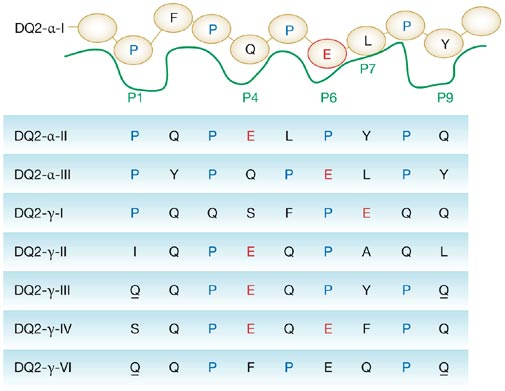 DQ2-α-I P F P Q P E L P Y
P1 P4 P6 P7 P9
DQ2-α-II P Q P E L P Y P Q
DQ2-α-III P Y P Q P E L P Y
DQ2-γ-I P Q Q S F P E Q Q
DQ2-γ-II I Q P E Q P A Q L
DQ2-γ-III Q Q P E Q P Y P Q
DQ2-γ-IV S Q P E Q E F P Q
DQ2-γ-VI Q Q P F P E Q P Q